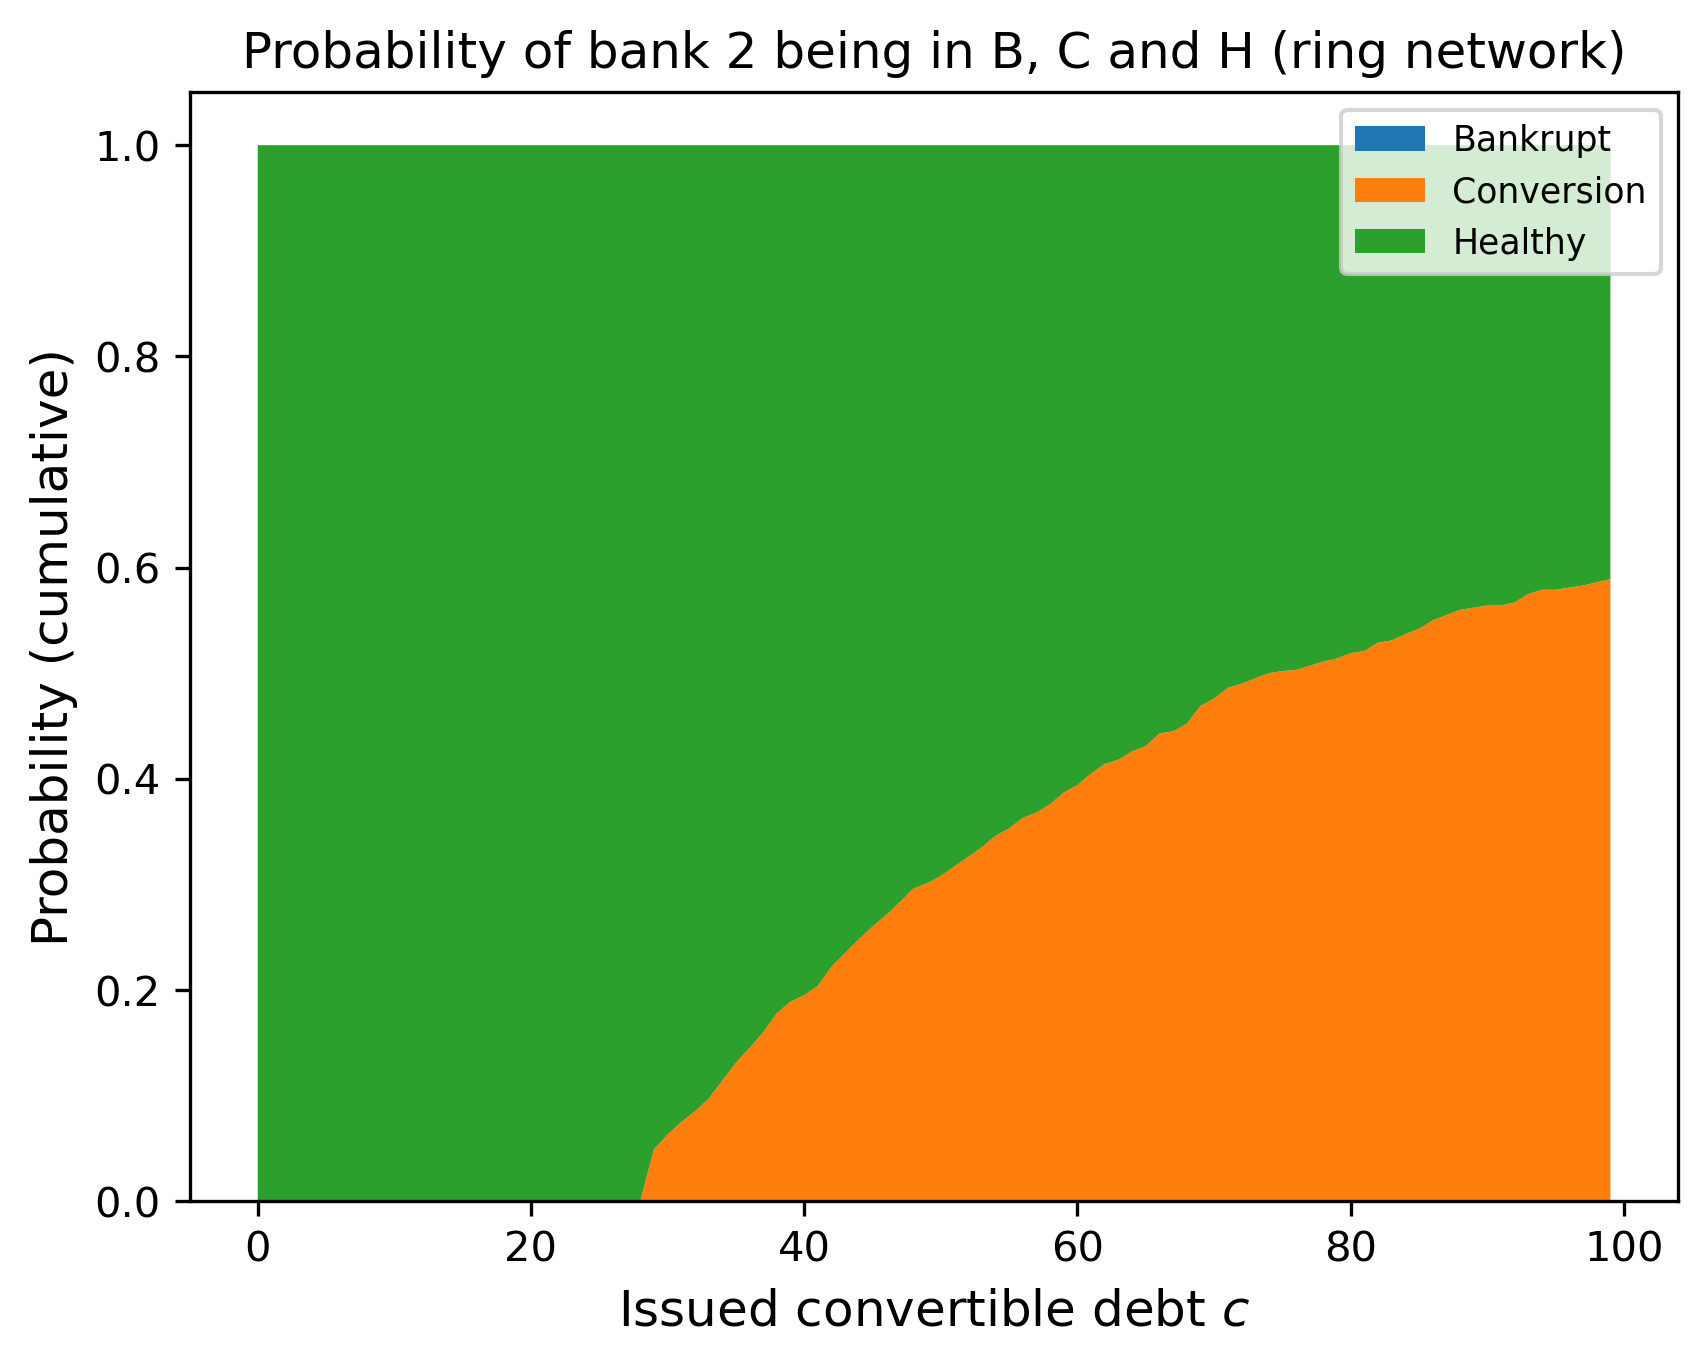 Probability of bank 2 being in B, C and H (ring network)
Bankrupt
Conversion
Healthy
Probability (cumulative)
1.0
0.8
0.6
0.4
0.2
0.0
0
20
40
60
80
100
Issued convertible debt c